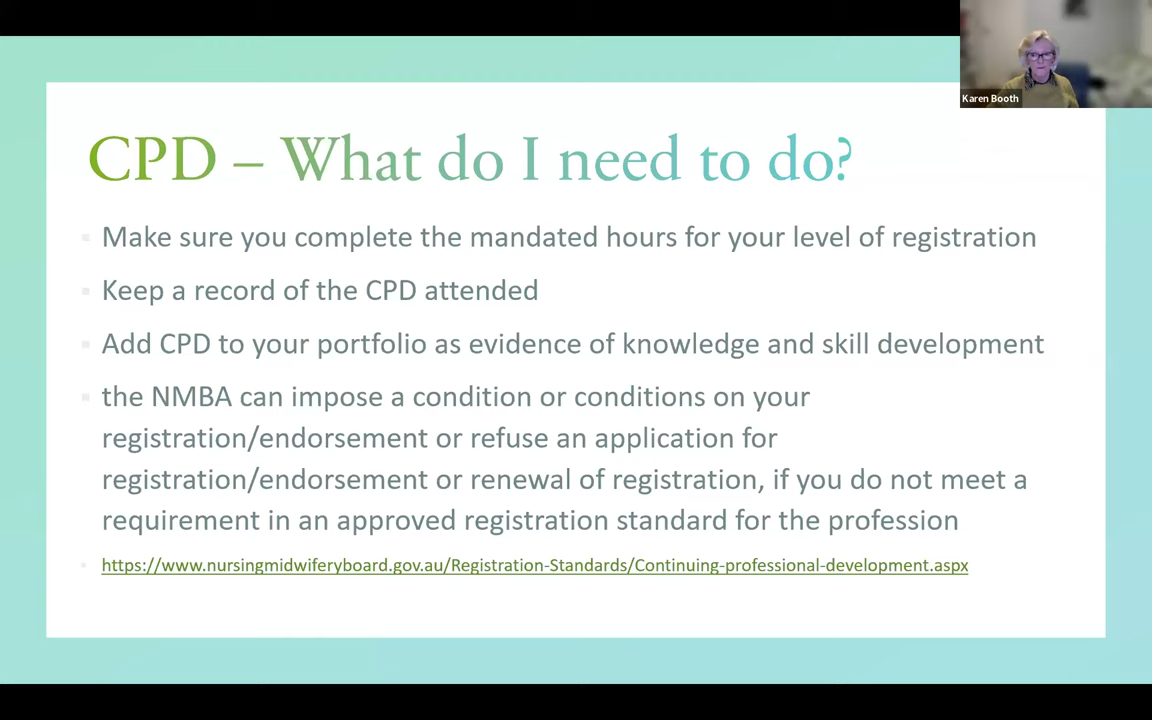 Karen Booth
CPD – What do I need to do?
Make sure you complete the mandated hours for your level of registration
Keep a record of the CPD attended
Add CPD to your portfolio as evidence of knowledge and skill development
the NMBA can impose a condition or conditions on your
registration/endorsement or refuse an application for
registration/endorsement or renewal of registration, if you do not meet a
requirement in an approved registration standard for the profession
https://www.nursingmidwiferyboard.gov.au/Registration-Standards/Continuing-professional-development.aspx